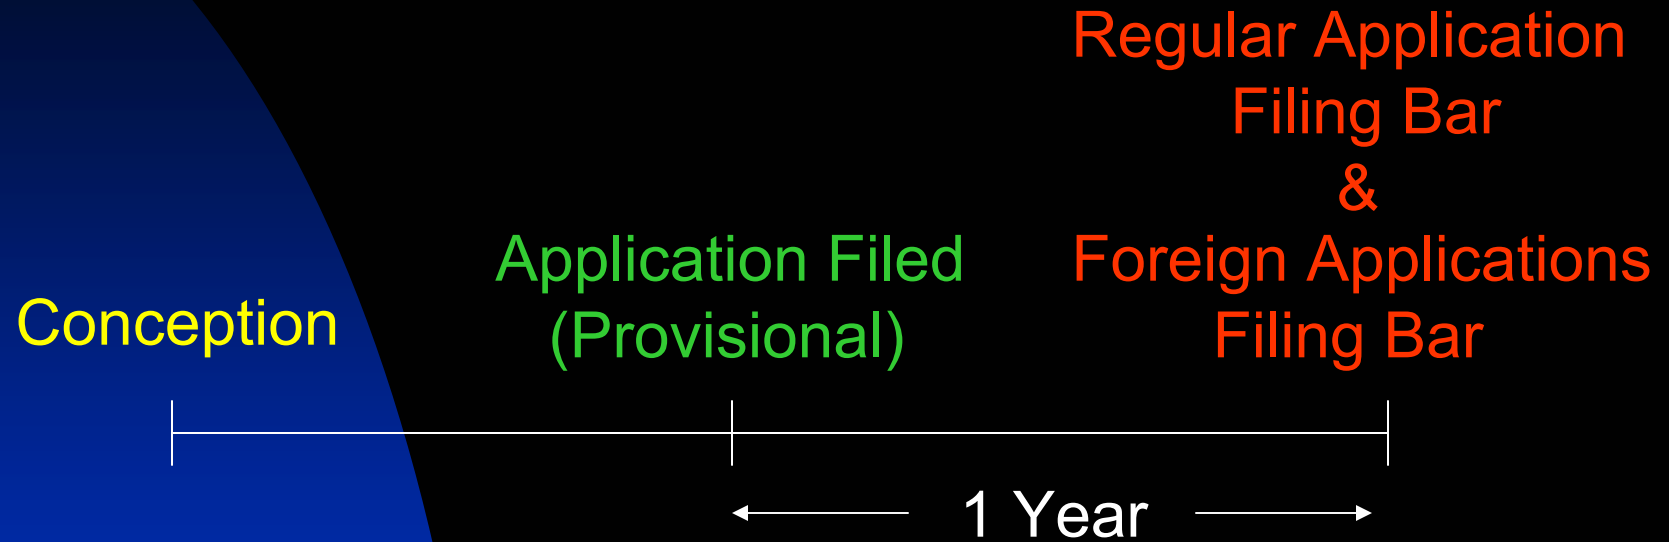 Conception
Application Filed
(Provisional)
Regular Application
Filing Bar
&
Foreign Applications
Filing Bar
1 Year